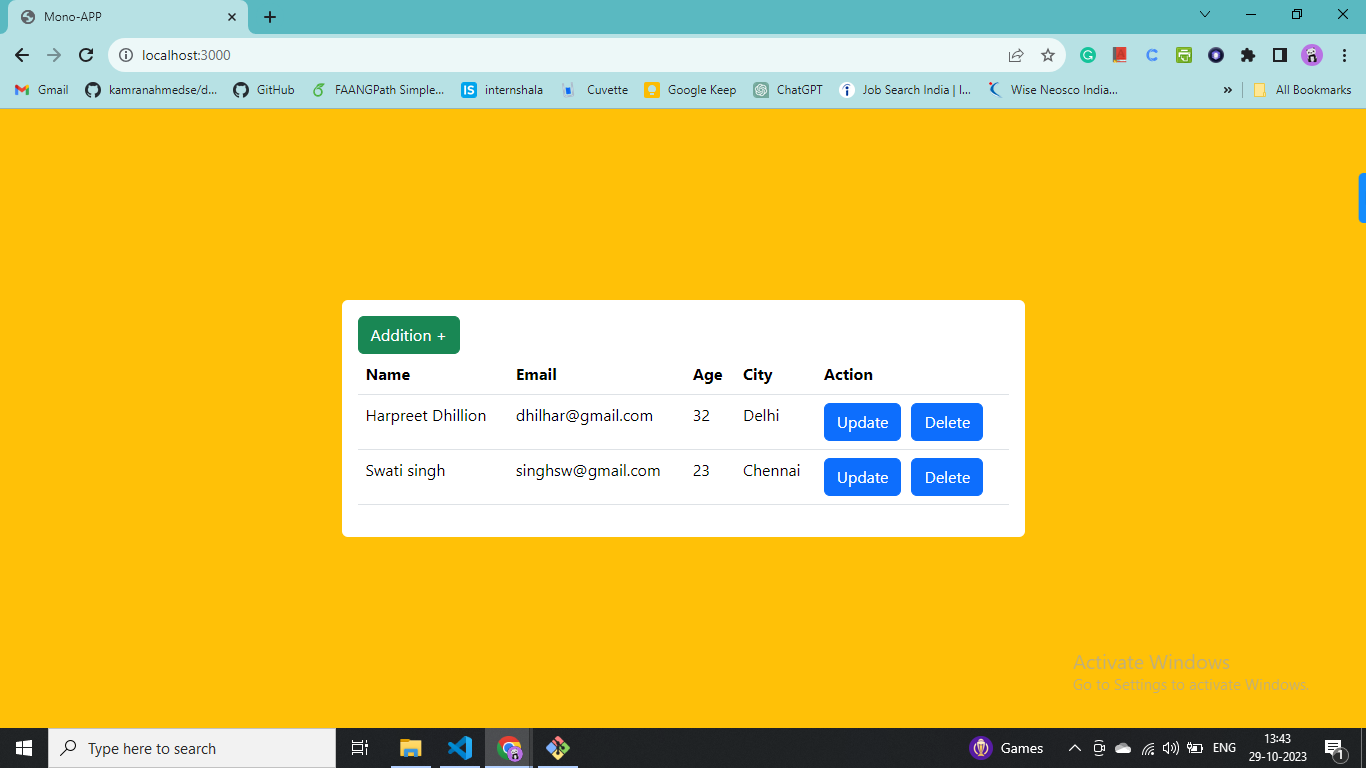 Mono-APP
localhost:3000
Gmail kamranahmedse/d... GitHub FAANGPath Simple... IS internshala Cuvette Google Keep ChatGPT Job Search India | I... Wise Neosco India... » All Bookmarks
Addition +
Name Email Age City Action
Harpreet Dhillion dhilhar@gmail.com 32 Delhi Update Delete
Swati singh singhsw@gmail.com 23 Chennai Update Delete
Activate Windows
Go to Settings to activate Windows.
Type here to search Games ENG 13:43
29-10-2023 1